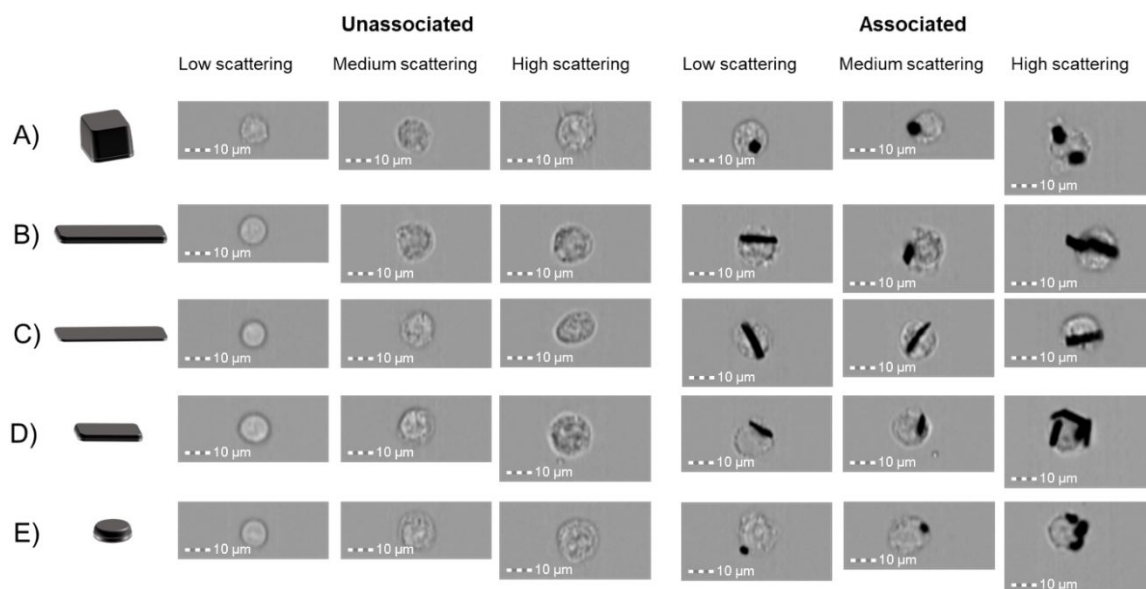 Unassociated Associated
Low scattering Medium scattering High scattering Low scattering Medium scattering High scattering
A)
10 µm 10 µm 10 µm 10 µm 10 µm 10 µm
B)
10 µm 10 µm 10 µm 10 µm 10 µm 10 µm
C)
10 µm 10 µm 10 µm 10 µm 10 µm 10 µm
D)
10 µm 10 µm 10 µm 10 µm 10 µm 10 µm
E)
10 µm 10 µm 10 µm 10 µm 10 µm 10 µm